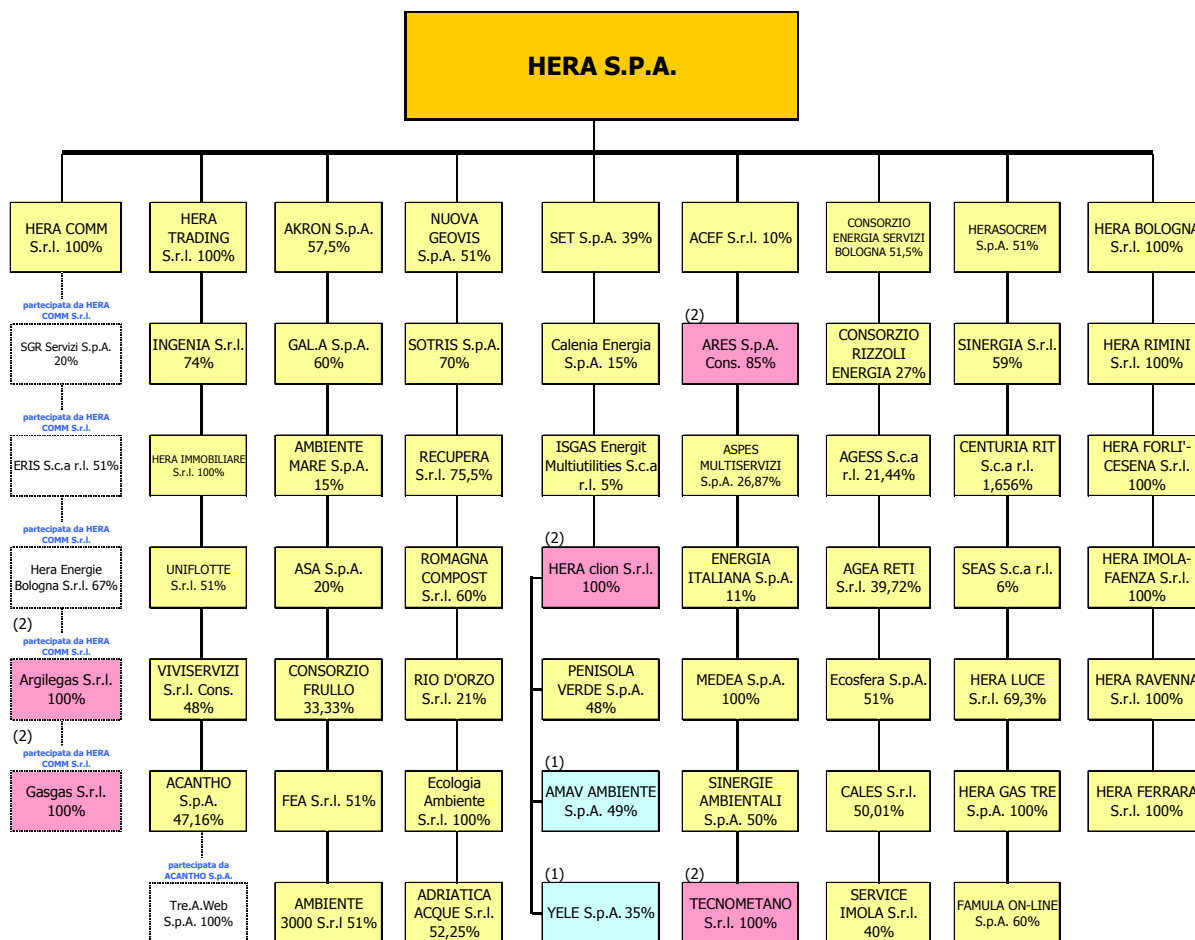 HERA S.P.A.
HERA COMM
S.r.l. 100%
HERA
TRADING
S.r.l. 100%
AKRON S.p.A.
57,5%
NUOVA
GEOVIS
S.p.A. 51%
SET S.p.A. 39%
ACEF S.r.l. 10%
CONSORZIO
ENERGIA SERVIZI
BOLOGNA 51,5%
HERASOCREM
S.p.A. 51%
HERA BOLOGNA
S.r.l. 100%
partecipata da HERA
COMM S.r.l.
SGR Servizi S.p.A.
20%
INGENIA S.r.l.
74%
GAL.A S.p.A.
60%
SOTRIS S.p.A.
70%
Calenia Energia
S.p.A. 15%
(2)
ARES S.p.A.
Cons. 85%
CONSORZIO
RIZZOLI
ENERGIA 27%
SINERGIA S.r.l.
59%
HERA RIMINI
S.r.l. 100%
partecipata da HERA
COMM S.r.l.
ERIS S.c.a r.l. 51%
HERA IMMOBILIARE
S.r.l. 100%
AMBIENTE
MARE S.p.A.
15%
RECUPERA
S.r.l. 75,5%
ISGAS Energit
Multiutilities S.c.a
r.l. 5%
ASPES
MULTISERVIZI
S.p.A. 26,87%
AGESS S.c.a
r.l. 21,44%
CENTURIA RIT
S.c.a r.l.
1,656%
HERA FORLI'-
CESENA S.r.l.
100%
partecipata da HERA
COMM S.r.l.
Hera Energie
Bologna S.r.l. 67%
UNIFLOTTE
S.r.l. 51%
ASA S.p.A.
20%
ROMAGNA
COMPOST
S.r.l. 60%
(2)
HERA clion S.r.l.
100%
ENERGIA
ITALIANA S.p.A.
11%
AGEA RETI
S.r.l. 39,72%
SEAS S.c.a r.l.
6%
HERA IMOLA-
FAENZA S.r.l.
100%
(2)
partecipata da HERA
COMM S.r.l.
Argilegas S.r.l.
100%
VIVISERVIZI
S.r.l. Cons.
48%
CONSORZIO
FRULLO
33,33%
RIO D'ORZO
S.r.l. 21%
PENISOLA
VERDE S.p.A.
48%
MEDEA S.p.A.
100%
Ecosfera S.p.A.
51%
HERA LUCE
S.r.l. 69,3%
HERA RAVENNA
S.r.l. 100%
(2)
partecipata da HERA
COMM S.r.l.
Gasgas S.r.l.
100%
ACANTHO
S.p.A.
47,16%
FEA S.r.l. 51%
Ecologia
Ambiente
S.r.l. 100%
(1)
AMAV AMBIENTE
S.p.A. 49%
SINERGIE
AMBIENTALI
S.p.A. 50%
CALES S.r.l.
50,01%
HERA GAS TRE
S.p.A. 100%
HERA FERRARA
S.r.l. 100%
partecipata da
ACANTHO S.p.A.
Tre.A.Web
S.p.A. 100%
AMBIENTE
3000 S.r.l 51%
ADRIATICA
ACQUE S.r.l.
52,25%
(1)
YELE S.p.A. 35%
(2)
TECNOMETANO
S.r.l. 100%
SERVICE
IMOLA S.r.l.
40%
FAMULA ON-LINE
S.p.A. 60%